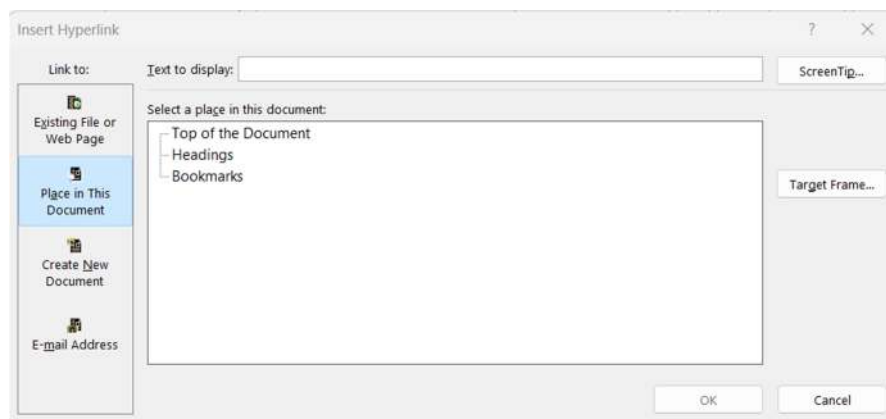 Insert Hyperlink
?
Link to:
Text to display:
ScreenTip...
Existing File or
Web Page
Place in This
Document
Create New
Document
E-mail Address
Select a place in this document:
Top of the Document
Headings
Bookmarks
Target Frame...
OK
Cancel